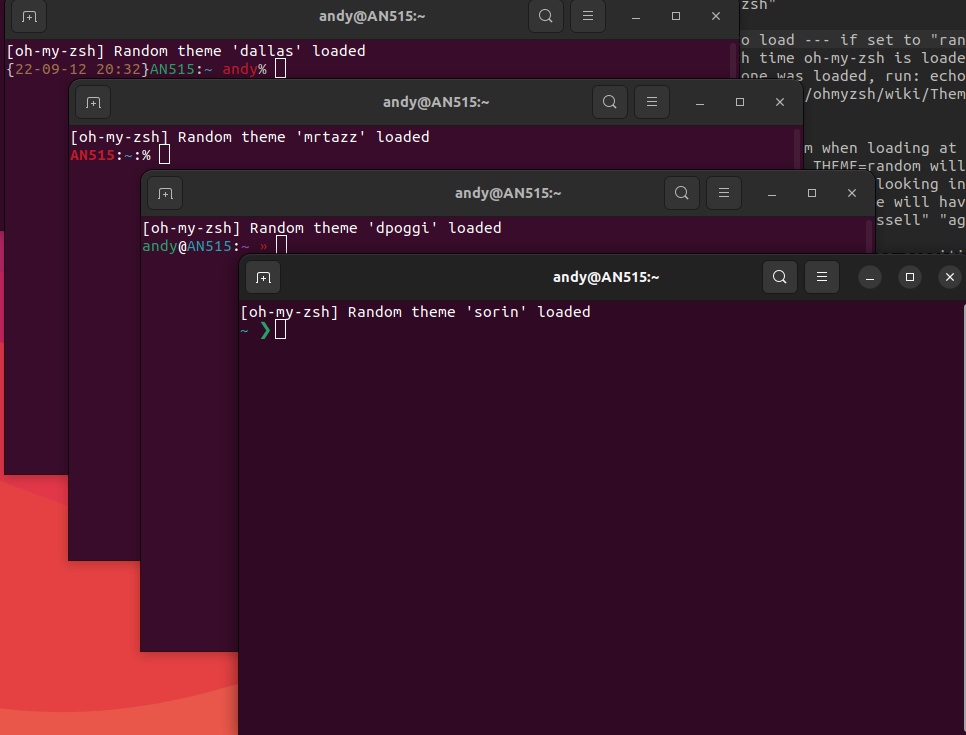 andy@AN515:~
[oh-my-zsh] Random theme 'dallas' loaded
{22-09-12 20:32}AN515:~ andy%
andy@AN515:~
[oh-my-zsh] Random theme 'mrtazz' loaded
AN515:~:%
andy@AN515:~
[oh-my-zsh] Random theme 'dpoggi' loaded
andy@AN515:~ »
andy@AN515:~
[oh-my-zsh] Random theme 'sorin' loaded
~ ❯
zsh"
o load --- if set to "ran
h time oh-my-zsh is loade
one was loaded, run: echo
/ohmyzsh/wiki/Them
m when loading at
THEME=random will
looking in
e will hav
ssell" "ag